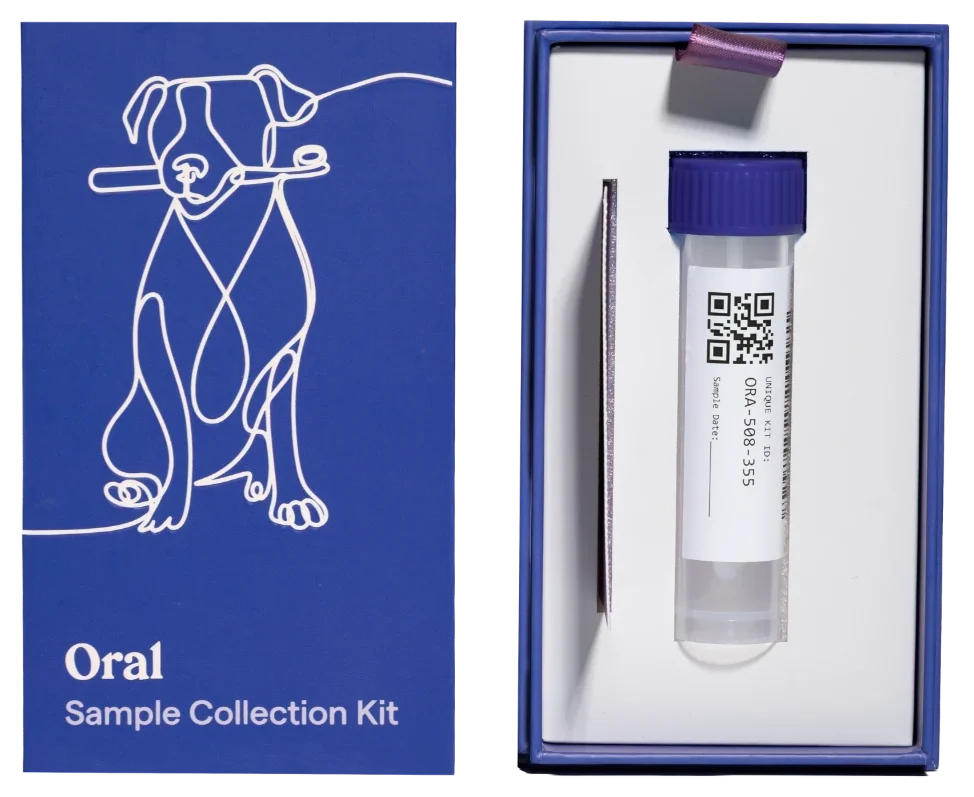 Oral
Sample Collection Kit
UNIQUE KIT ID:
ORA-508-355
Sample Date: